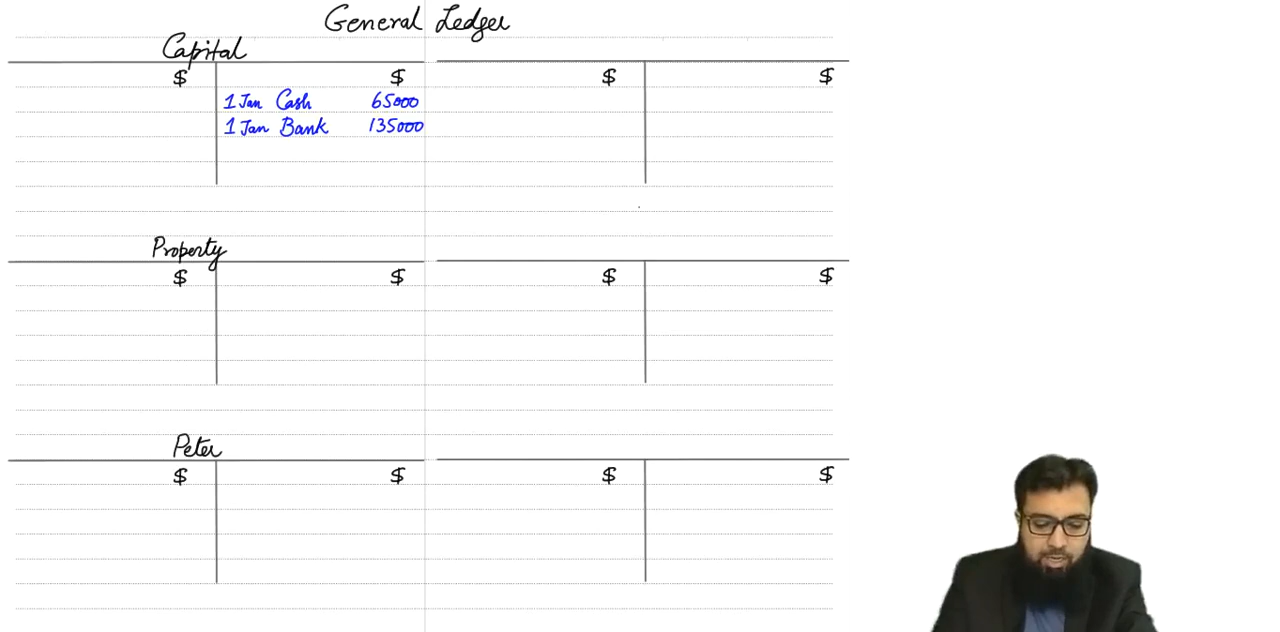 General Ledger
Capital
$ $ $ $
1 Jan Cash 65000
1 Jan Bank 135000
Property
$ $ $ $
Peter
$ $ $ $